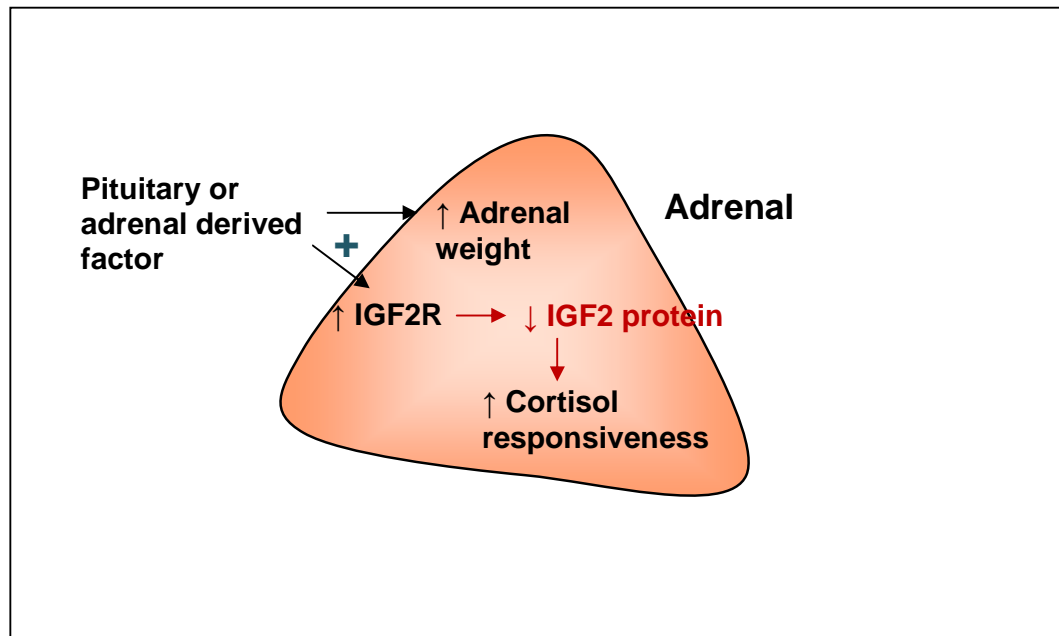 Pituitary or
adrenal derived
factor
+
↑ Adrenal
weight
Adrenal
↑ IGF2R
↓ IGF2 protein
↑ Cortisol
responsiveness